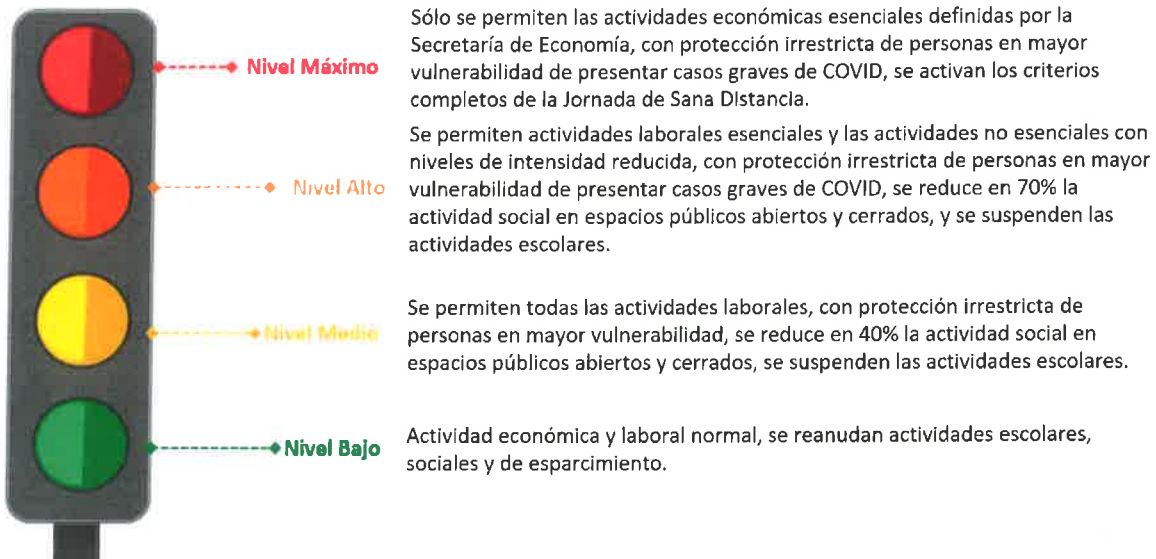 Sólo se permiten las actividades económicas esenciales definidas por la
Secretaría de Economía, con protección irrestricta de personas en mayor
Nivel Máximo
vulnerabilidad de presentar casos graves de COVID, se activan los criterios
completos de la Jornada de Sana Distancia.
Se permiten actividades laborales esenciales y las actividades no esenciales con
niveles de intensidad reducida, con protección irrestricta de personas en mayor
Nivel Alto
vulnerabilidad de presentar casos graves de COVID, se reduce en 70% la
actividad social en espacios públicos abiertos y cerrados, y se suspenden las
actividades escolares.
Se permiten todas las actividades laborales, con protección irrestricta de
Nivel Medio
personas en mayor vulnerabilidad, se reduce en 40% la actividad social en
espacios públicos abiertos y cerrados, se suspenden las actividades escolares.
Nivel Bajo
Actividad económica y laboral normal, se reanudan actividades escolares,
sociales y de esparcimiento.